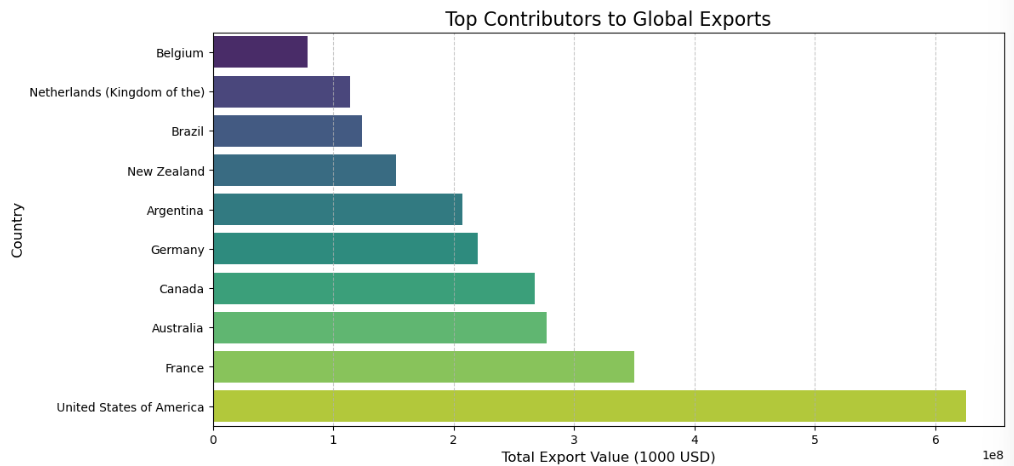 Top Contributors to Global Exports
Country
Belgium
Netherlands (Kingdom of the)
Brazil
New Zealand
Argentina
Germany
Canada
Australia
France
United States of America
0 1 2 3 4 5 6
1e8
Total Export Value (1000 USD)